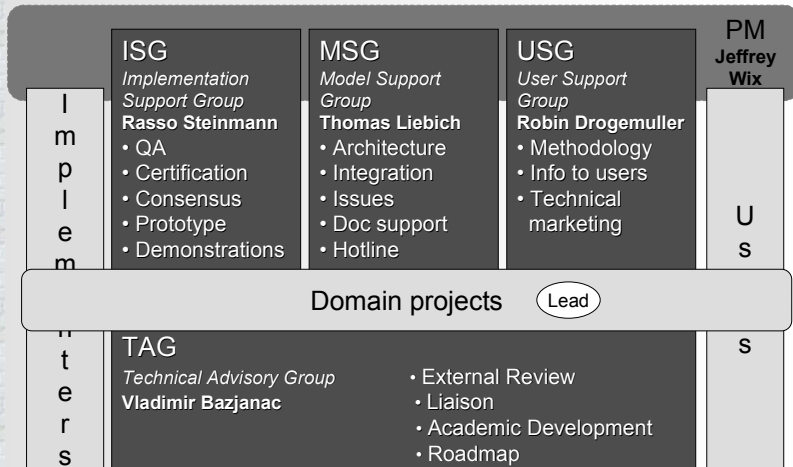 PM
Jeffrey
Wix
ISG
Implementation
Support Group
Rasso Steinmann
• QA
• Certification
• Consensus
• Prototype
• Demonstrations
MSG
Model Support
Group
Thomas Liebich
• Architecture
• Integration
• Issues
• Doc support
• Hotline
USG
User Support
Group
Robin Drogemuller
• Methodology
• Info to users
• Technical
marketing
Domain projects
Lead
TAG
Technical Advisory Group
Vladimir Bazjanac
• External Review
• Liaison
• Academic Development
• Roadmap